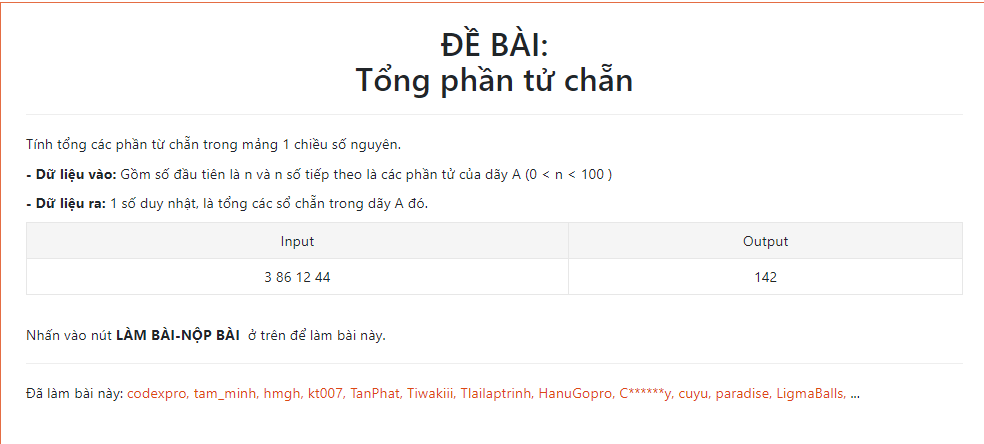 ĐỀ BÀI:
Tổng phần tử chẵn
Tính tổng các phần từ chẵn trong mảng 1 chiều số nguyên.
- Dữ liệu vào: Gồm số đầu tiên là n và n số tiếp theo là các phần tử của dãy A (0 < n < 100 )
- Dữ liệu ra: 1 số duy nhất, là tổng các sổ chẵn trong dãy A đó.
Input Output
3 86 12 44 142
Nhấn vào nút LÀM BÀI-NỘP BÀI ở trên để làm bài này.
Đã làm bài này: codexpro, tam_minh, hmgh, kt007, TanPhat, Tiwakiii, Tlailaptrinh, HanuGopro, C******y, cuyu, paradise, LigmaBalls, ...